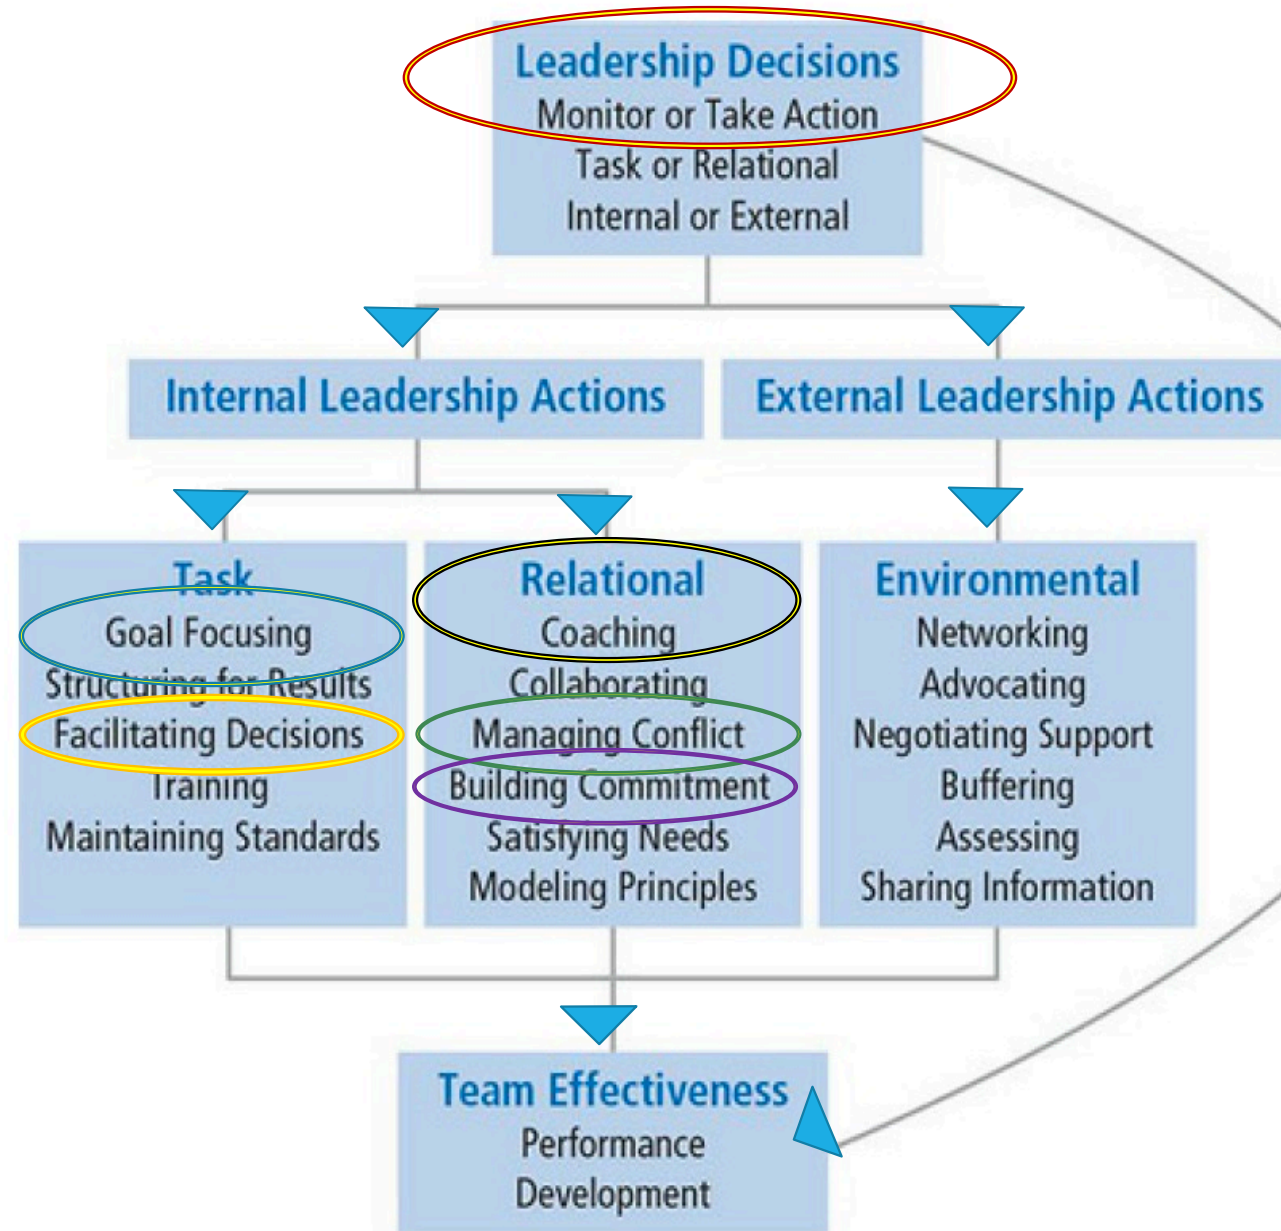 Leadership Decisions
Monitor or Take Action
Task or Relational
Internal or External
Internal Leadership Actions
External Leadership Actions
Task
Goal Focusing
Structuring for Results
Facilitating Decisions
Training
Maintaining Standards
Relational
Coaching
Collaborating
Managing Conflict
Building Commitment
Satisfying Needs
Modeling Principles
Environmental
Networking
Advocating
Negotiating Support
Buffering
Assessing
Sharing Information
Team Effectiveness
Performance
Development